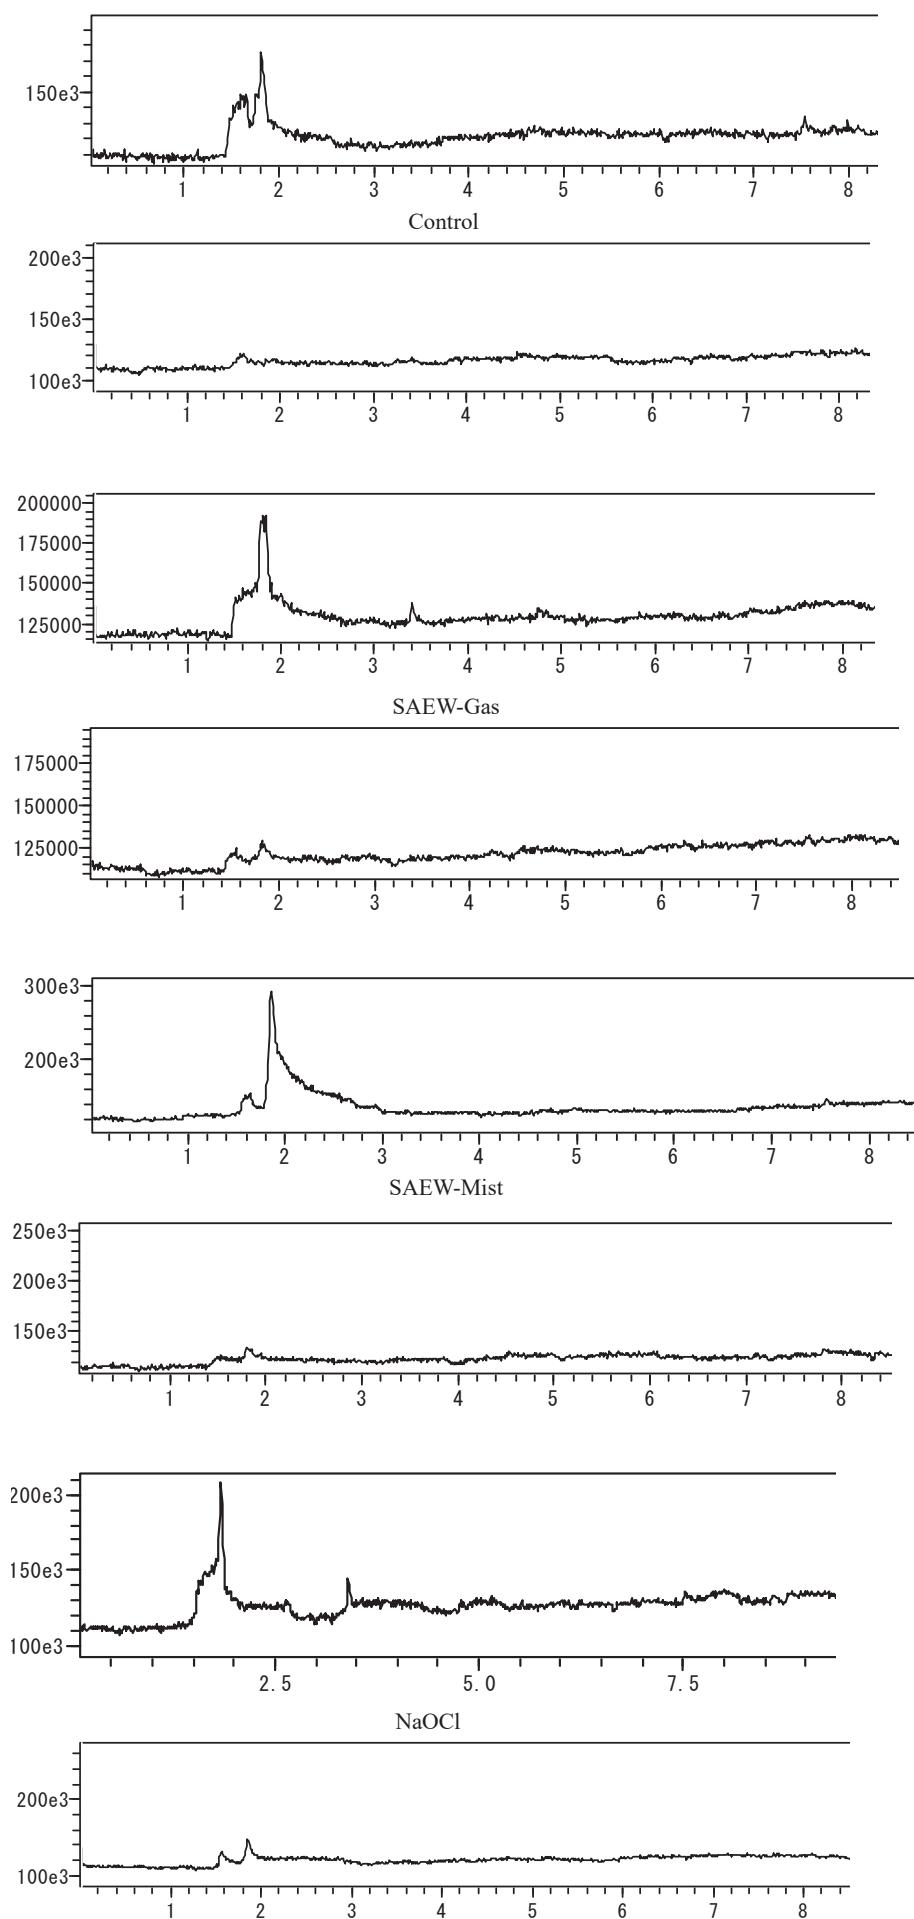 150e3
1 2 3 4 5 6 7 8
Control
200e3
150e3
100e3
1 2 3 4 5 6 7 8
200000
175000
150000
125000
1 2 3 4 5 6 7 8
SAEW-Gas
175000
150000
125000
1 2 3 4 5 6 7 8
300e3
200e3
1 2 3 4 5 6 7 8
SAEW-Mist
250e3
200e3
150e3
1 2 3 4 5 6 7 8
200e3
150e3
100e3
2.5 5.0 7.5
NaOCl
200e3
100e3
1 2 3 4 5 6 7 8